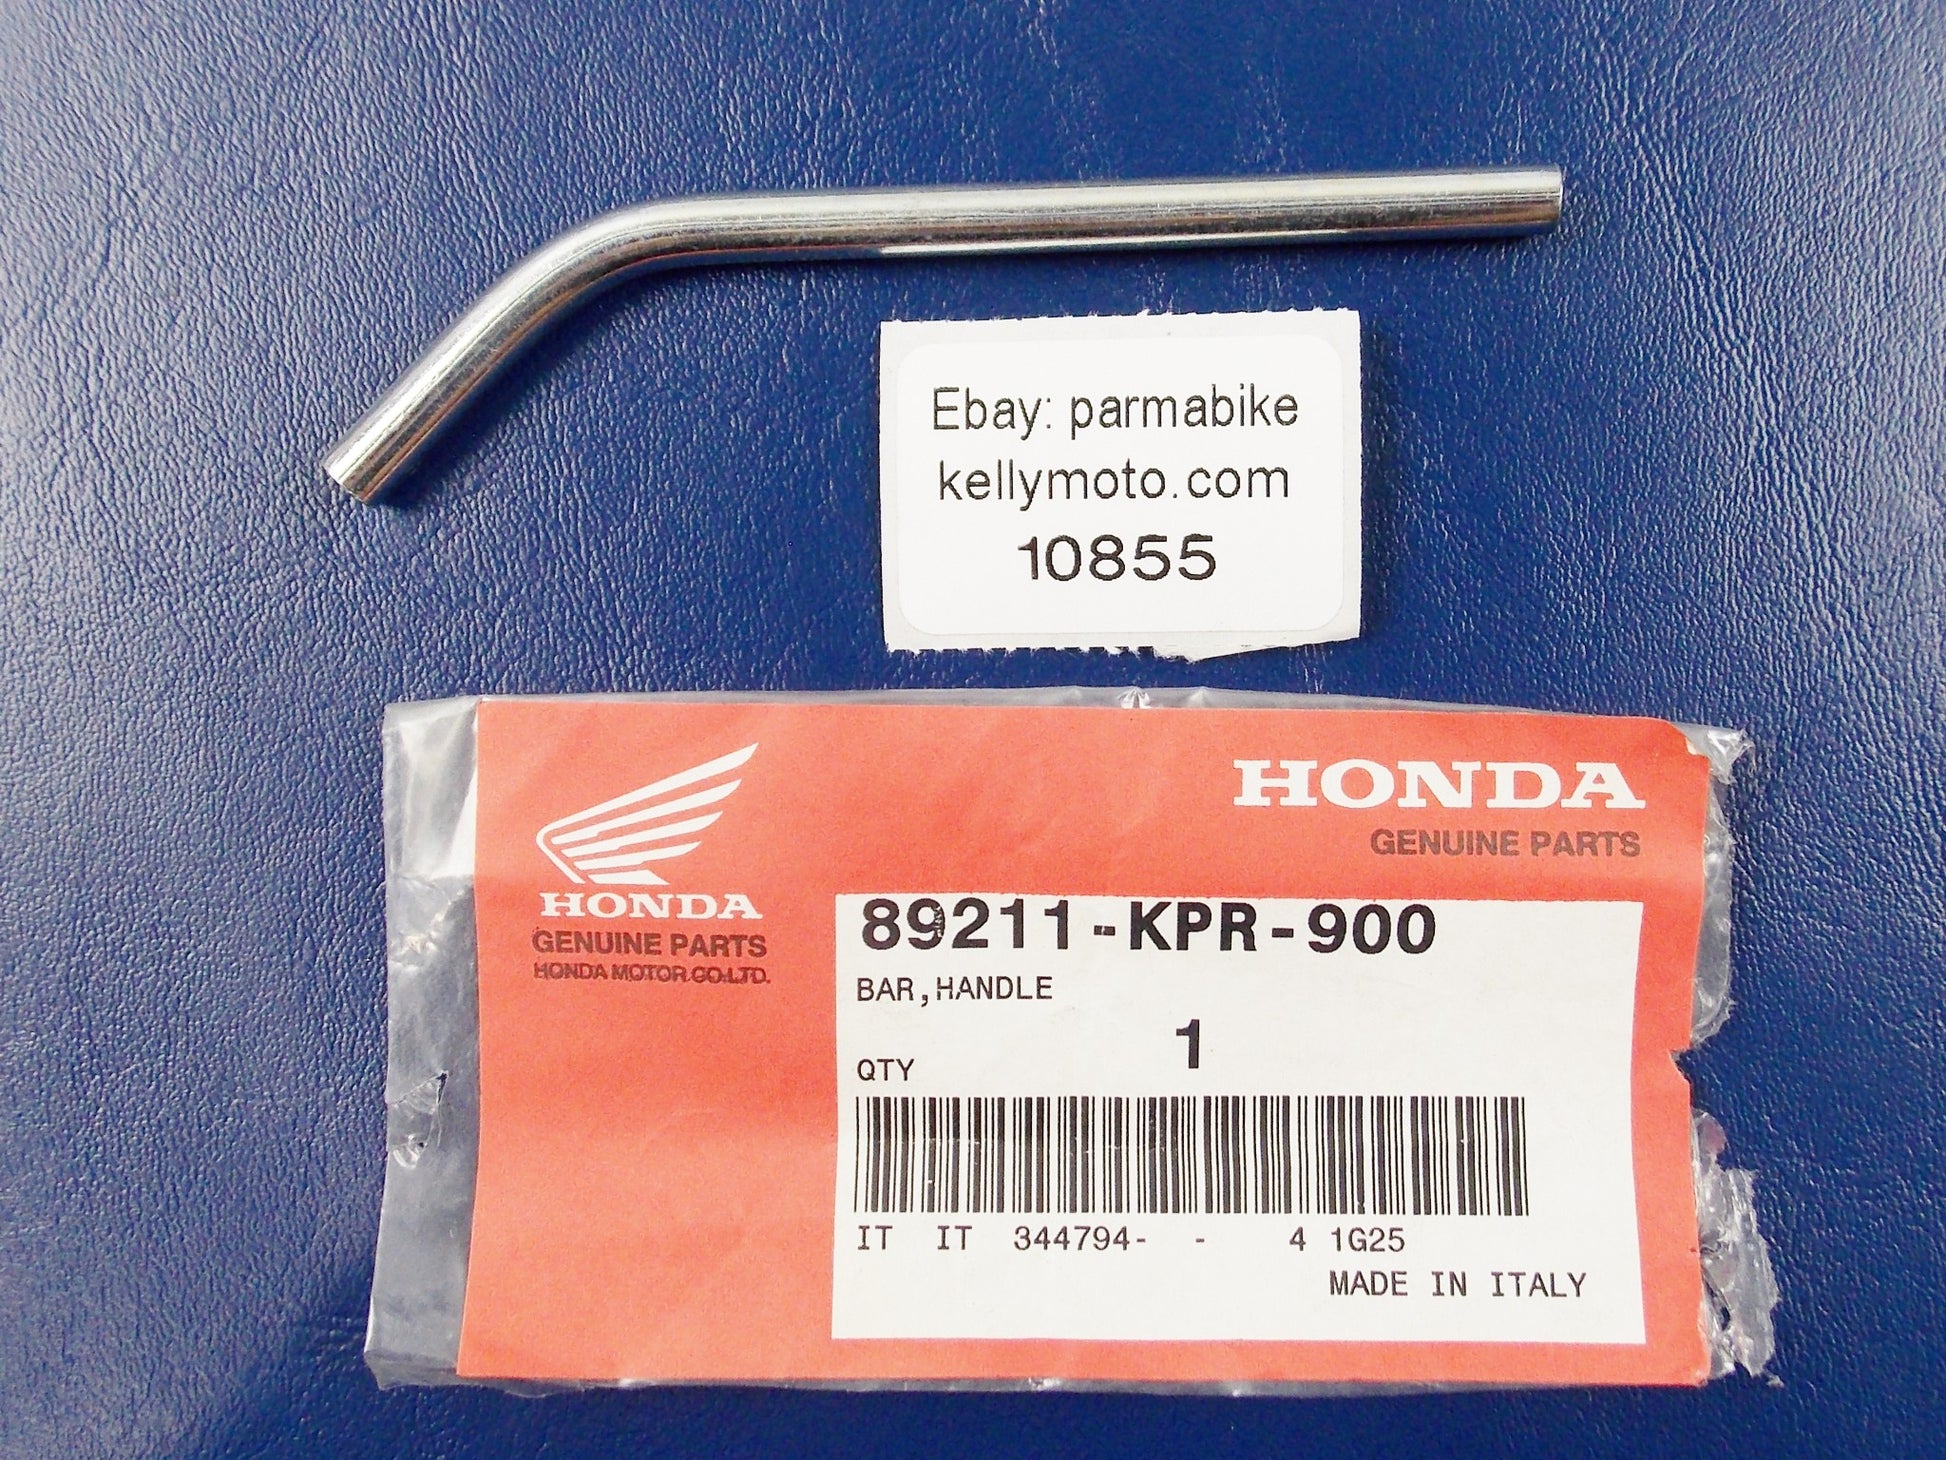 Ebay: parmabike
kellymoto.com
10855
HONDA
GENUINE PARTS
HONDA
GENUINE PARTS
HONDA MOTOR CO.LTD.
89211-KPR-900
BAR,HANDLE
QTY 1
IT IT 344794- - 4 1G25
MADE IN ITALY